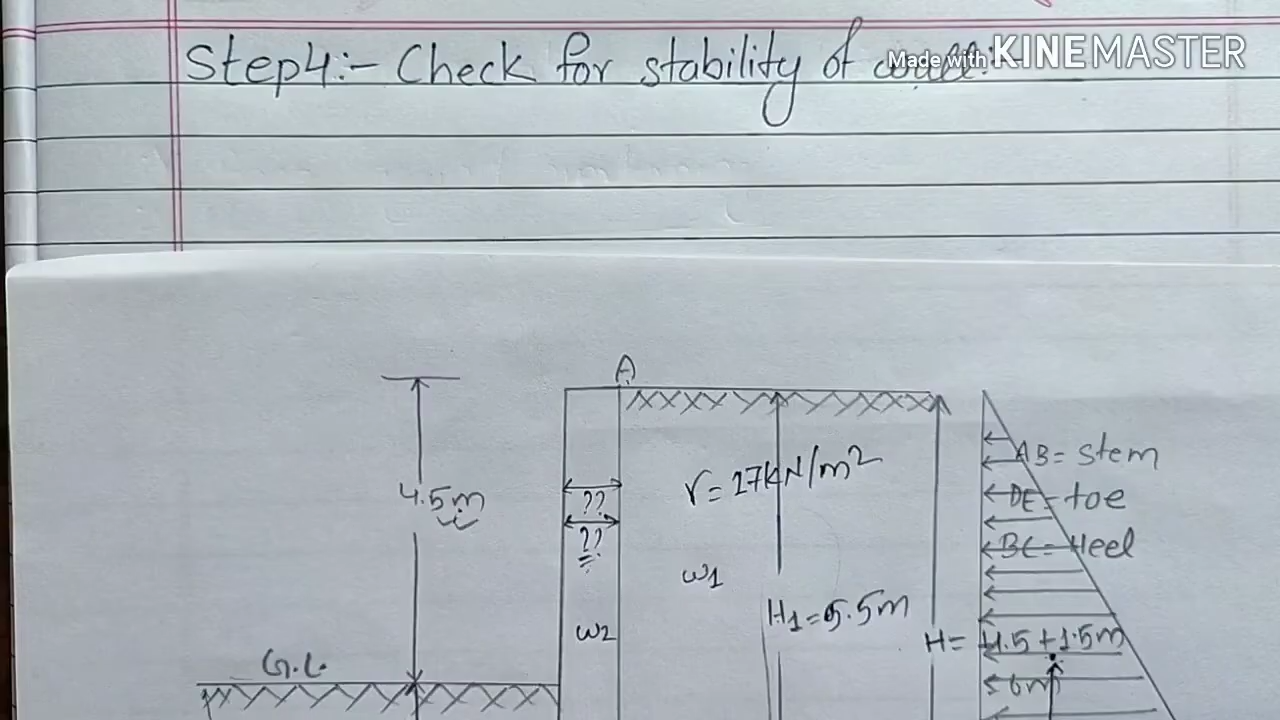 Step4:- Check for stability of wall:-
Made with KINEMASTER
A
4.5m
??
??
γ = 17kN/m²
AB = Stem
DE = toe
BC = Heel
w1
H1 = 5.5m
w2
H = 4.5 + 1.5m
6m
G.L.